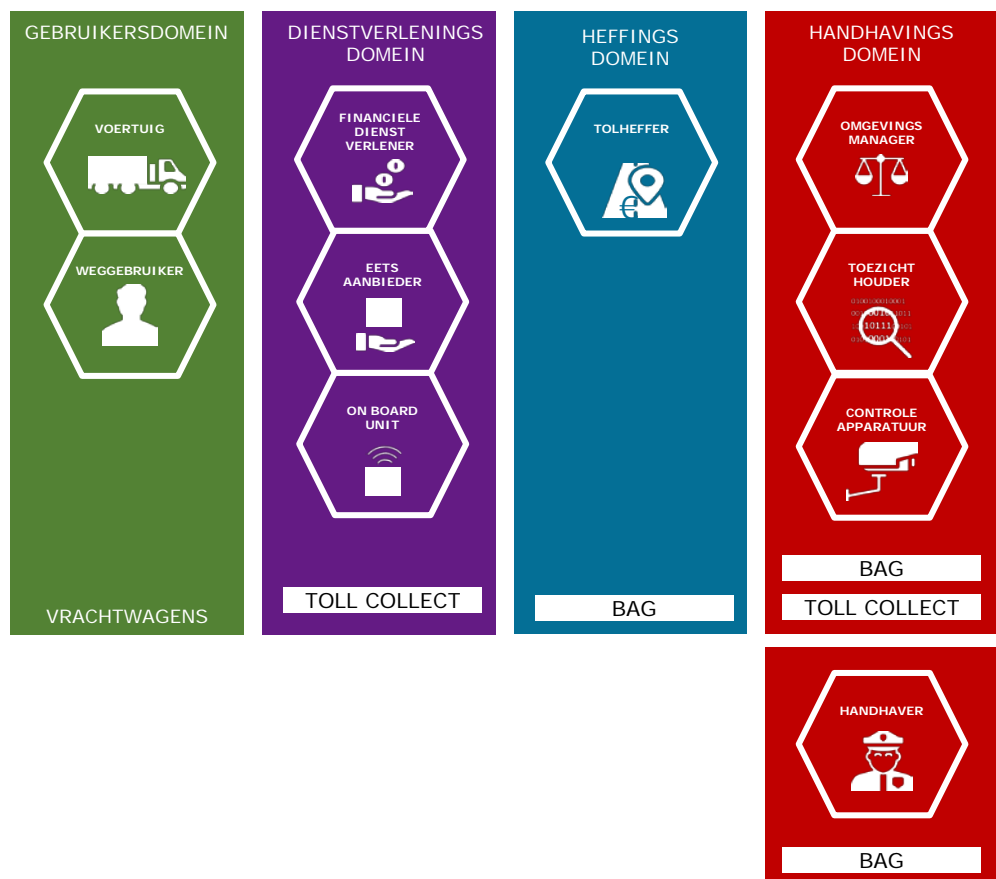 GEBRUIKERSDOMEIN
VOERTUIG
WEGGEBRUIKER
VRACHTWAGENS
DIENSTVERLENINGS
DOMEIN
FINANCIELE
DIENST
VERLENER
EETS
AANBIEDER
ON BOARD
UNIT
TOLL COLLECT
HEFFINGS
DOMEIN
TOLHEFFER
€
BAG
HANDHAVINGS
DOMEIN
OMGEVINGS
MANAGER
TOEZICHT
HOUDER
0100100010001
CONTROLE
APPARATUUR
BAG
TOLL COLLECT
HANDHAVER
BAG